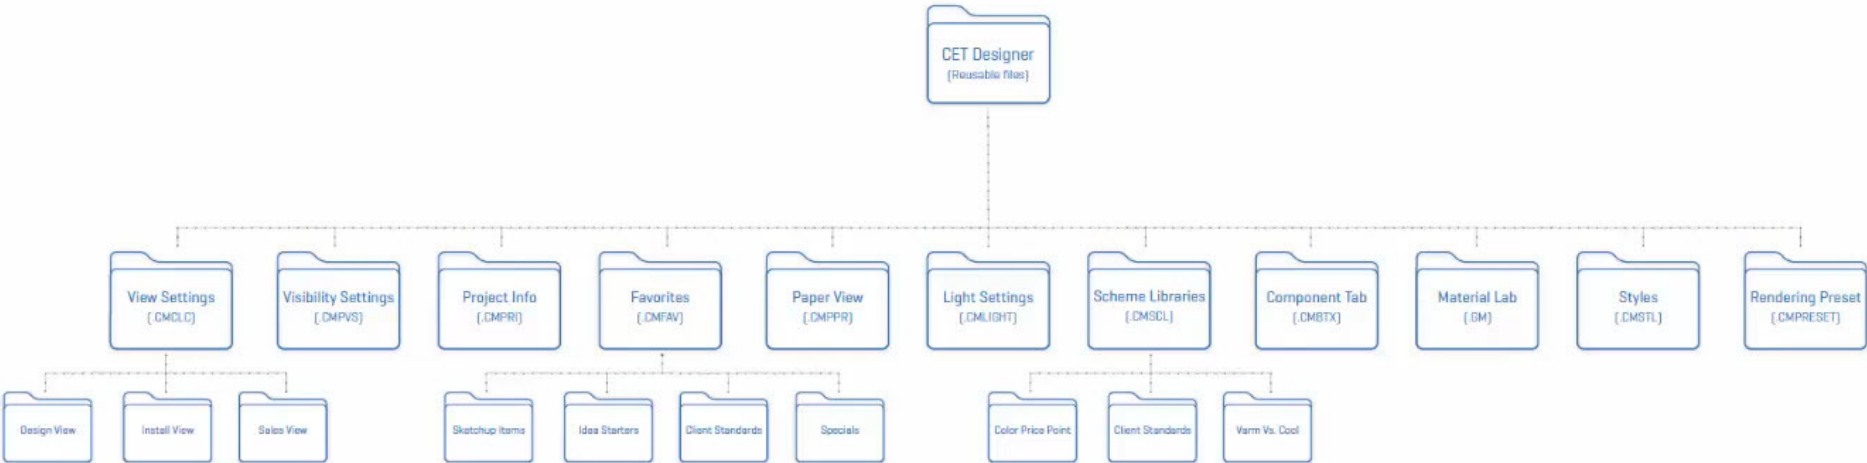 CET Designer
(Reusable files)
View Settings
(.CMCLC)
Visibility Settings
(.CMPVS)
Project Info
(.CMPRI)
Favorites
(.CMFAV)
Paper View
(.CMPPR)
Light Settings
(.CMLIGHT)
Scheme Libraries
(.CMSCL)
Component Tab
(.CMBTX)
Material Lab
(.GM)
Styles
(.CMSTL)
Rendering Preset
(.CMPRESET)
Design View
Install View
Sales View
Sketchup Items
Idea Starters
Client Standards
Specials
Color Price Point
Client Standards
Varm Vs. Cool